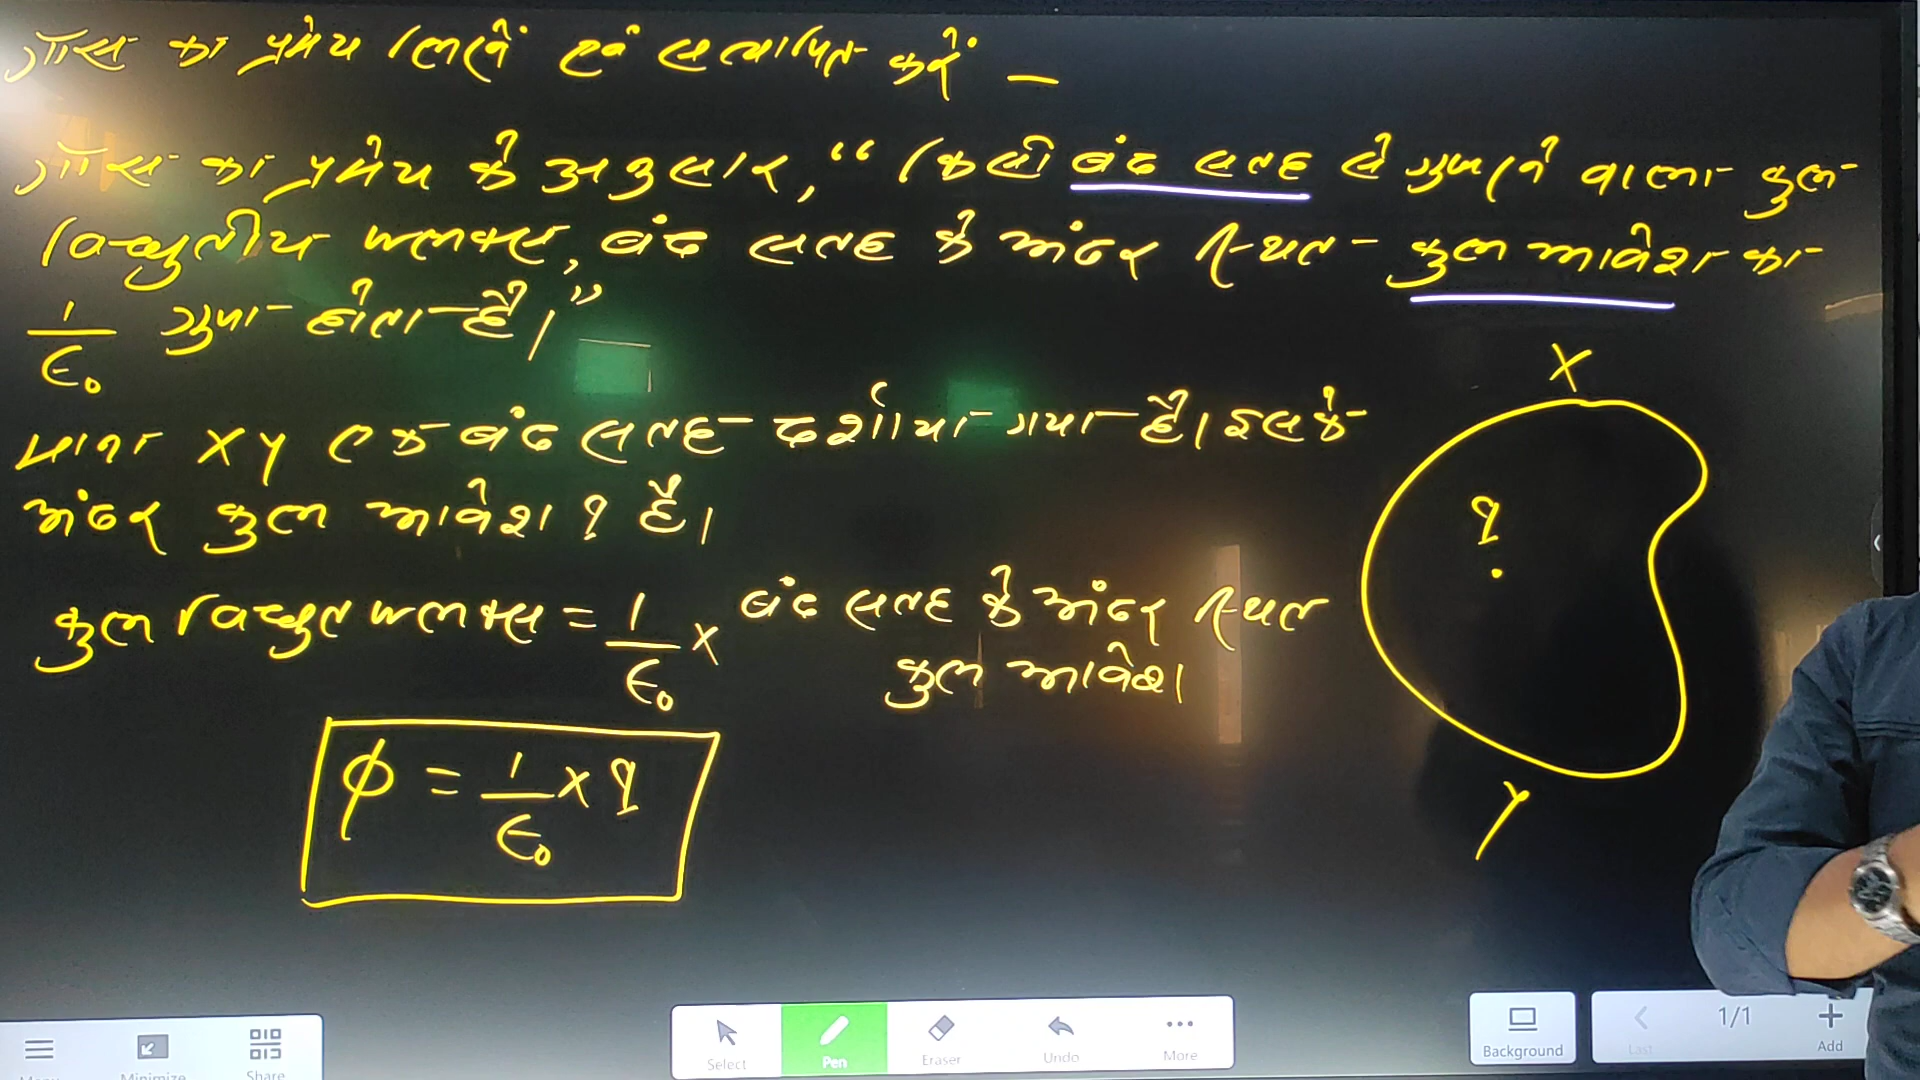 गॉस का प्रमेय लिखें एवं सत्यापित करें —
गॉस का प्रमेय के अनुसार, "किसी बंद सतह से गुजरने वाला कुल
विद्युतीय फ्लक्स, बंद सतह के अंदर स्थित कुल आवेश का
1/ε₀ गुणा होता है।"
माना XY एक बंद सतह दर्शाया गया है। इसके
अंदर कुल आवेश q है।
कुल विद्युत फ्लक्स = 1/ε₀ × बंद सतह के अंदर स्थित
कुल आवेश
ϕ = 1/ε₀ × q
X
q
Y
Menu
Minimize
Share
Select
Pen
Eraser
Undo
More
Background
Last
1/1
Add